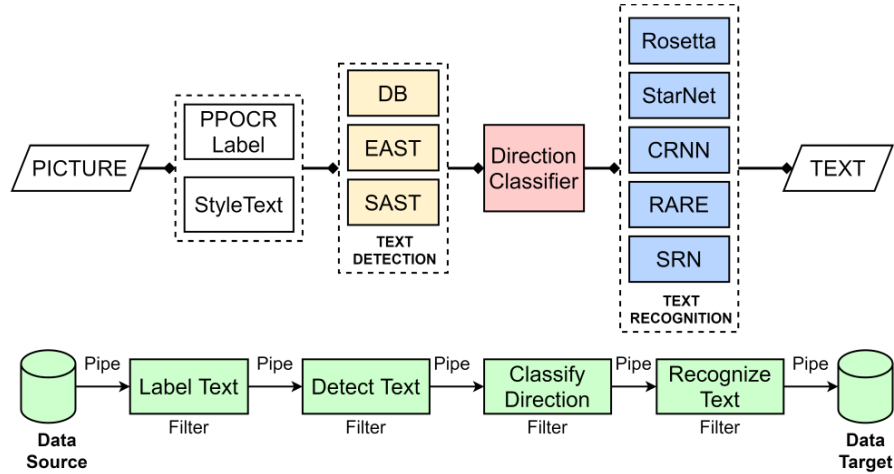 PICTURE
PPOCR
Label
StyleText
DB
EAST
SAST
TEXT
DETECTION
Direction
Classifier
Rosetta
StarNet
CRNN
RARE
SRN
TEXT
RECOGNITION
TEXT
Data
Source
Pipe
Label Text
Filter
Pipe
Detect Text
Filter
Pipe
Classify
Direction
Filter
Pipe
Recognize
Text
Filter
Pipe
Data
Target